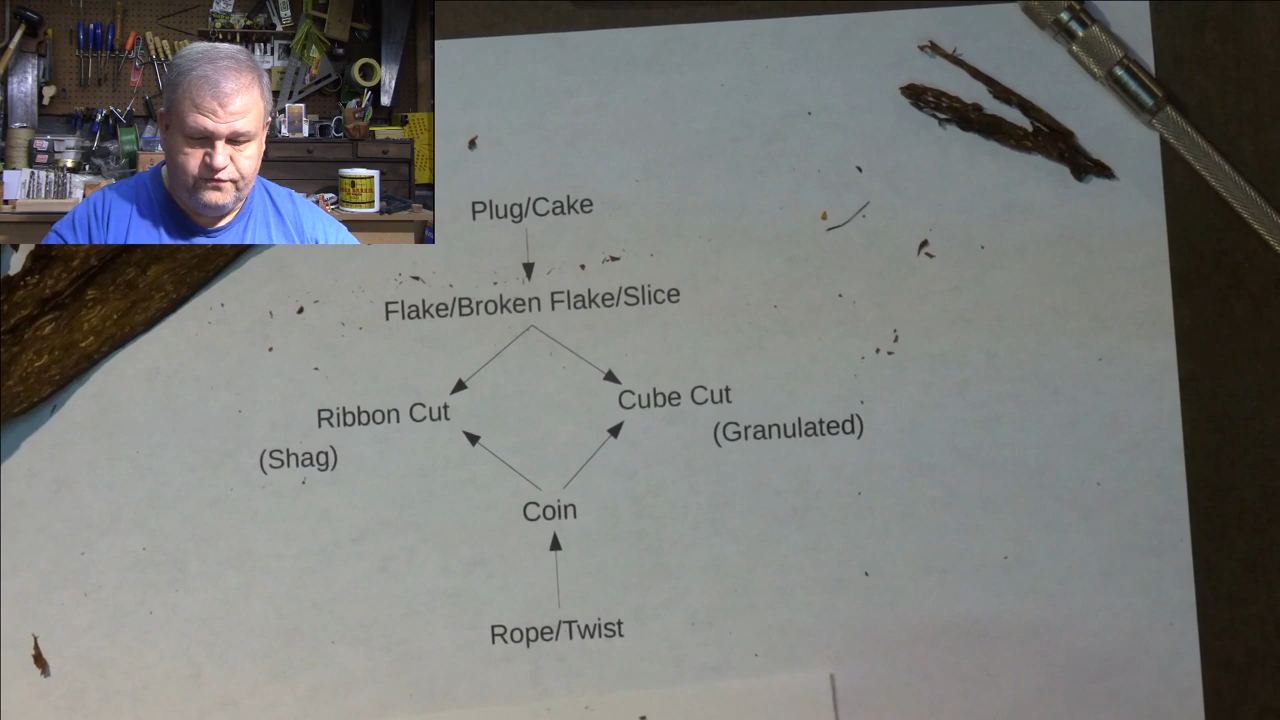 Plug/Cake
Flake/Broken Flake/Slice
Ribbon Cut
Cube Cut
(Shag)
(Granulated)
Coin
Rope/Twist